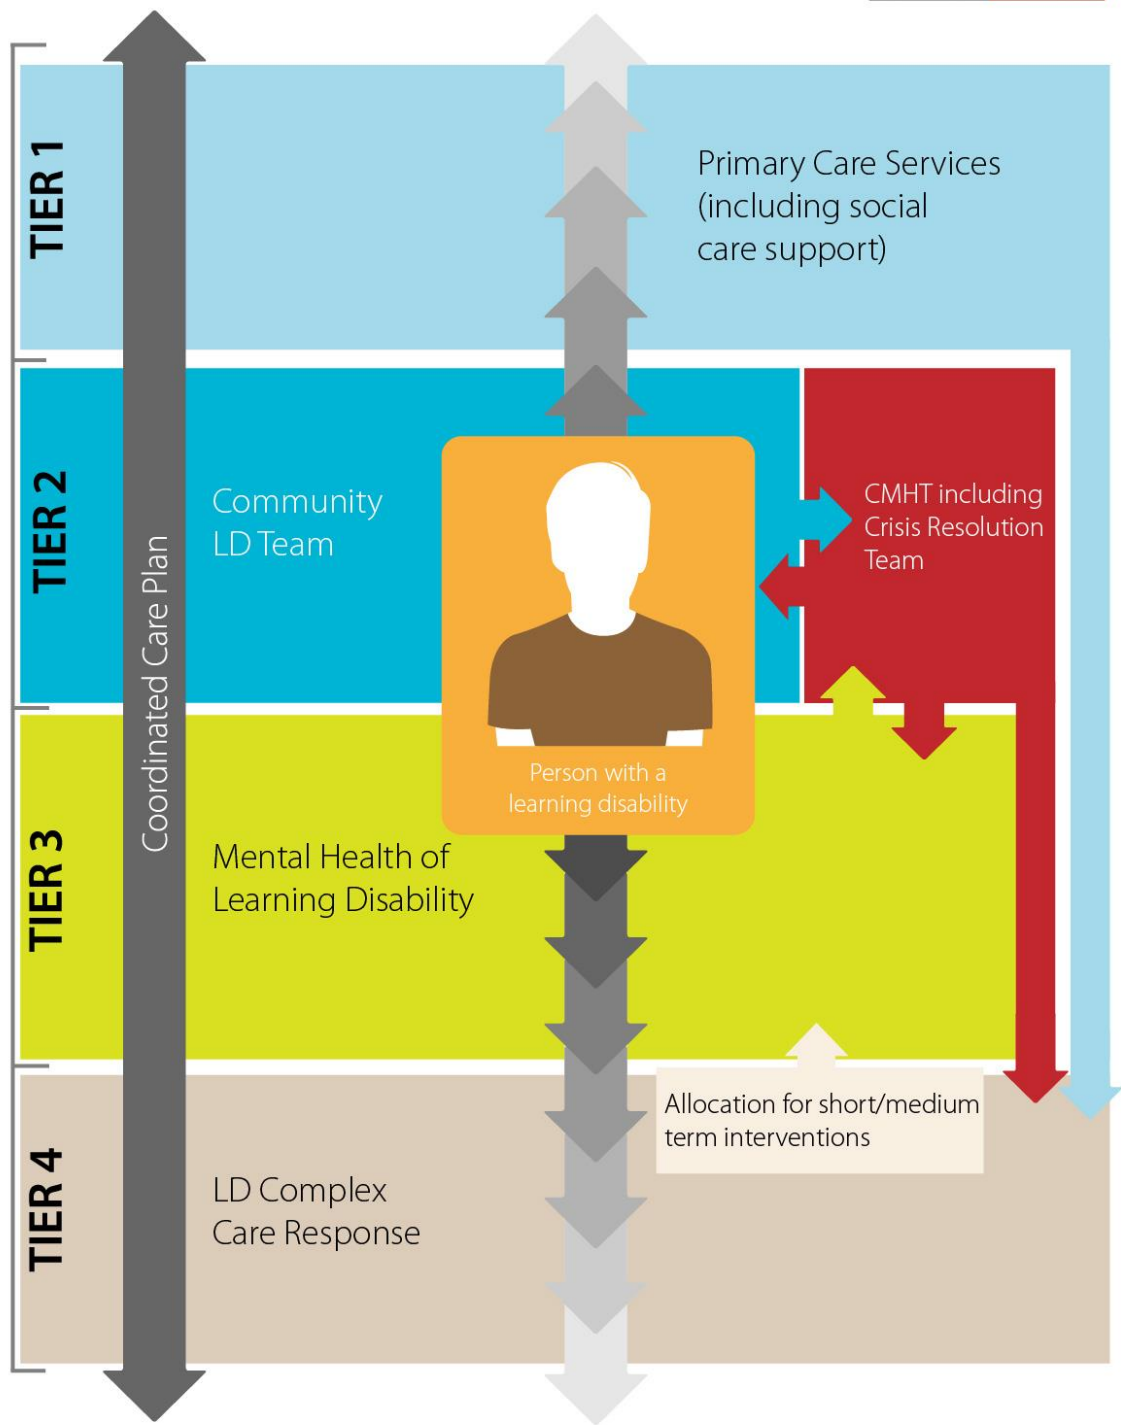 TIER 1
Primary Care Services
(including social
care support)
TIER 2
Community
LD Team
CMHT including
Crisis Resolution
Team
Coordinated Care Plan
Person with a
learning disability
TIER 3
Mental Health of
Learning Disability
Allocation for short/medium
term interventions
TIER 4
LD Complex
Care Response